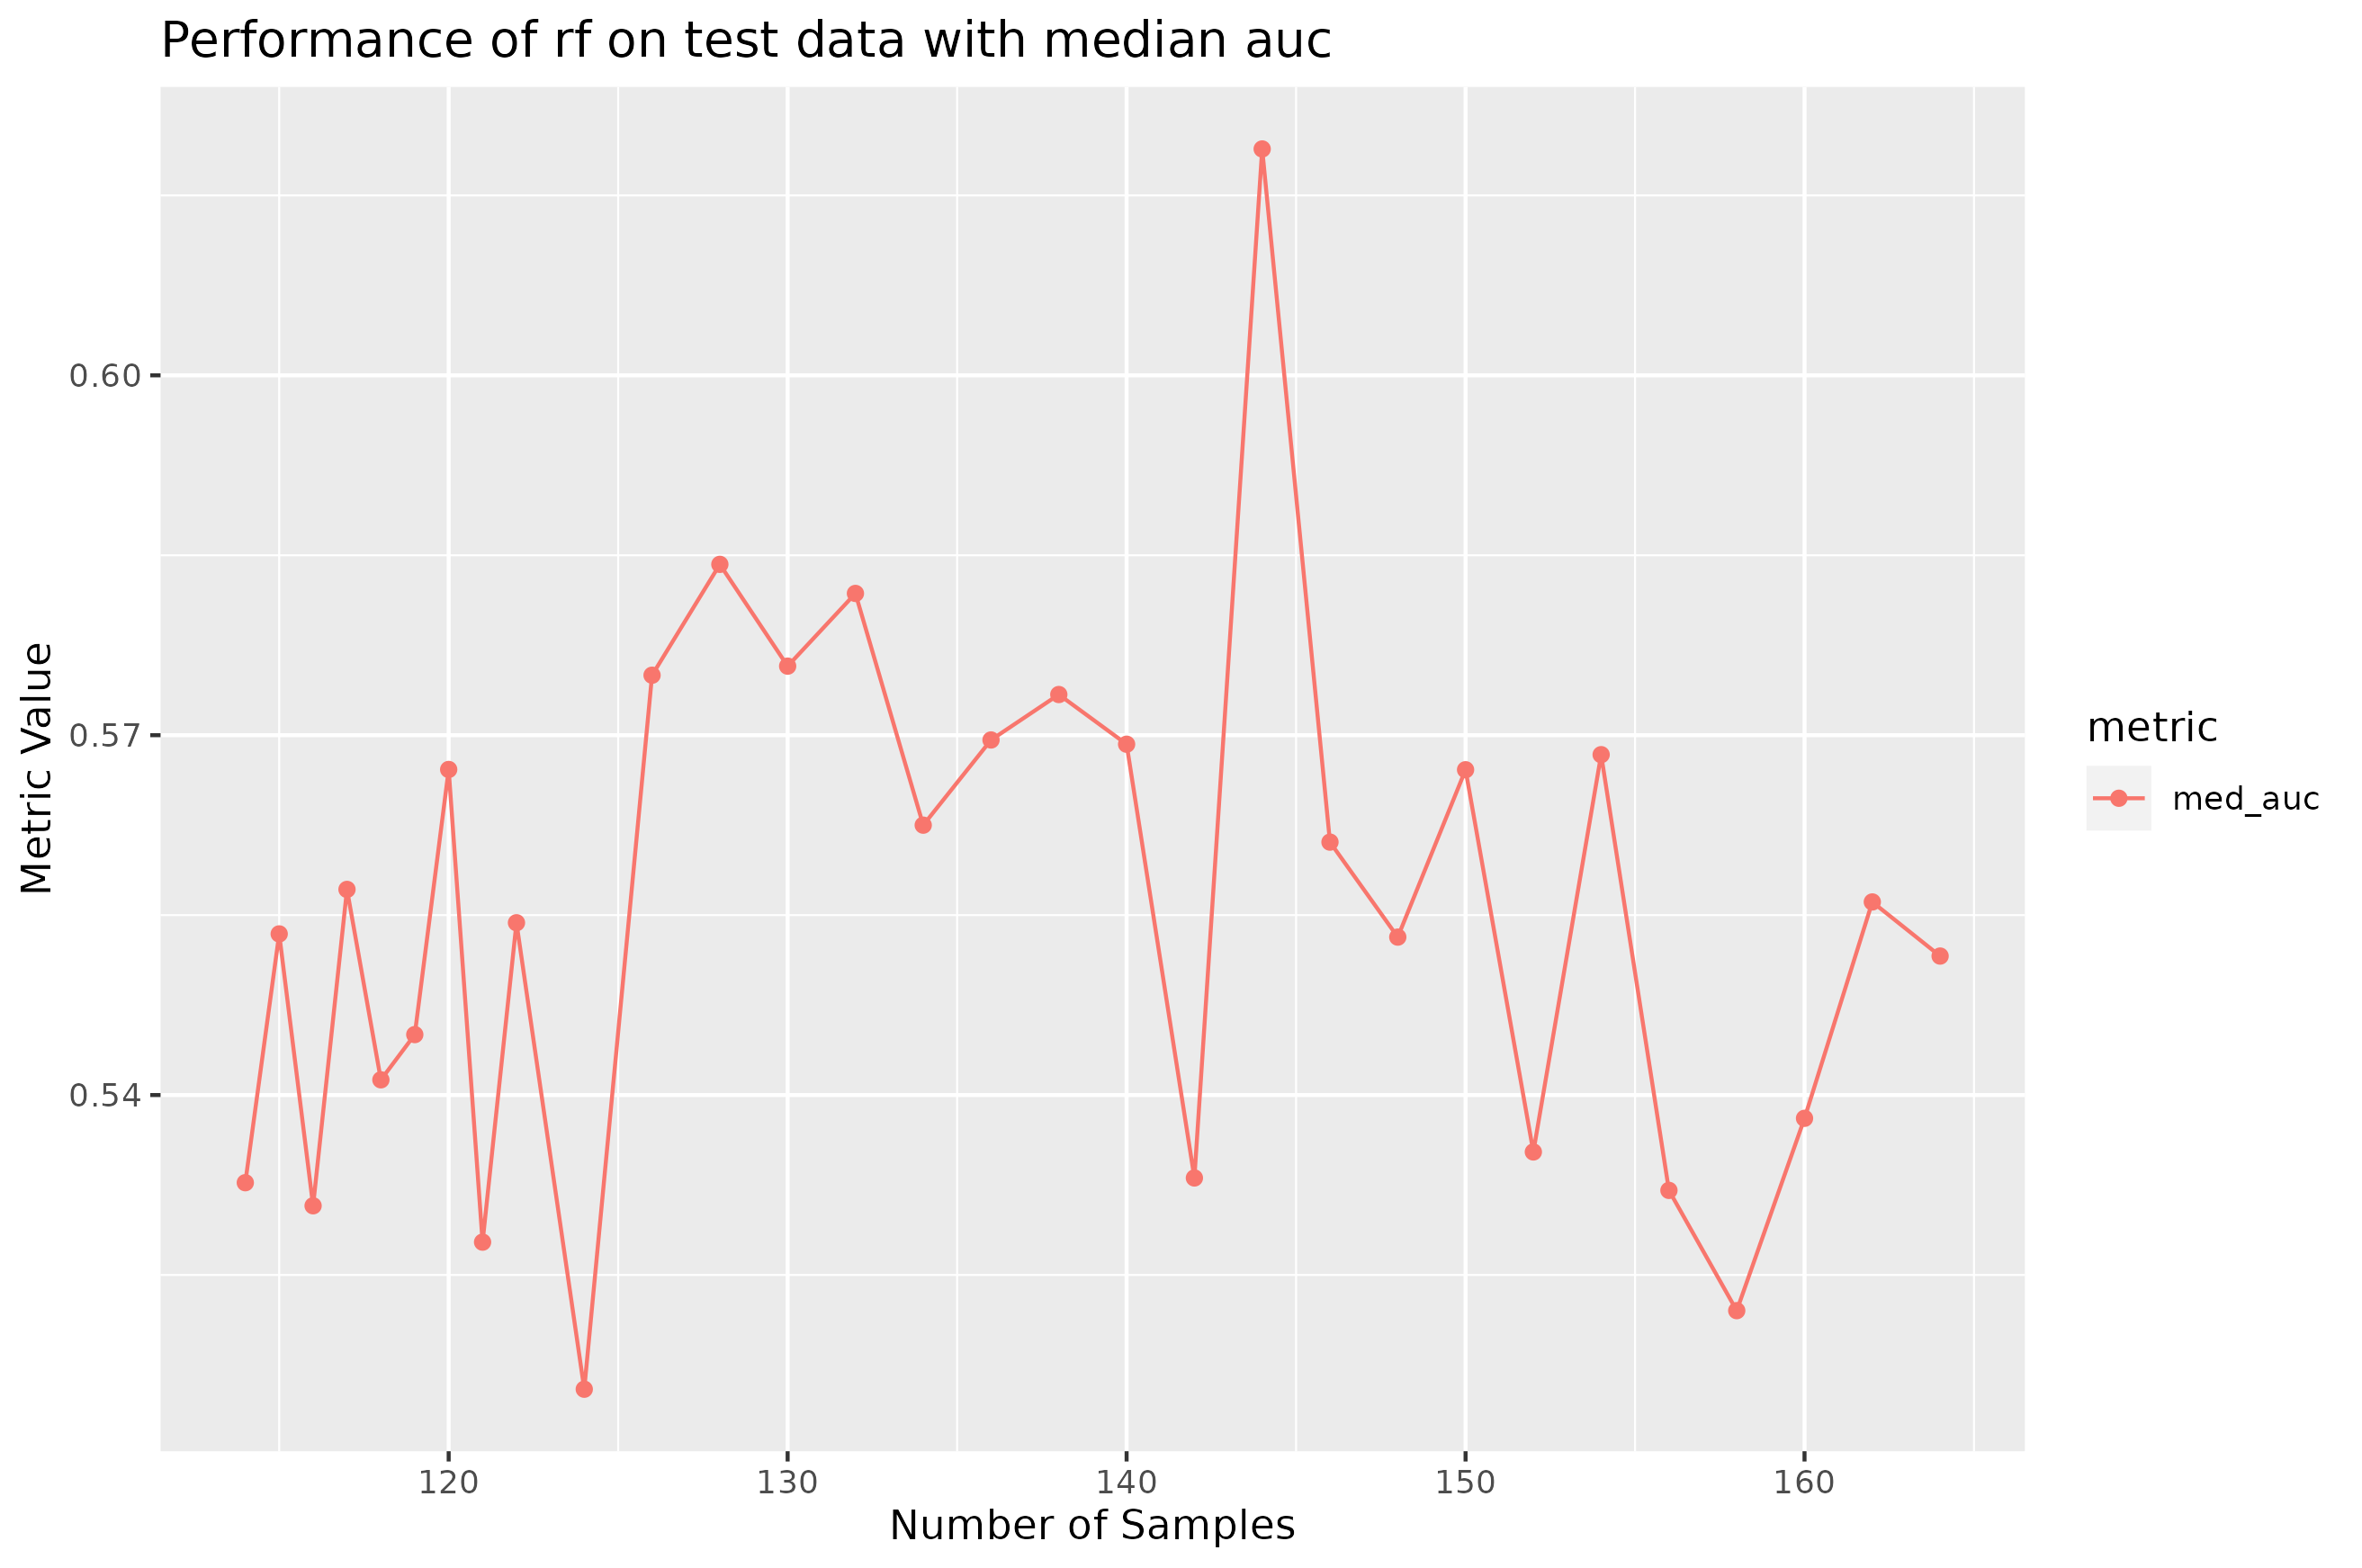 Performance of rf on test data with median auc
Metric Value
0.60
0.57
0.54
120 130 140 150 160
Number of Samples
metric
med_auc